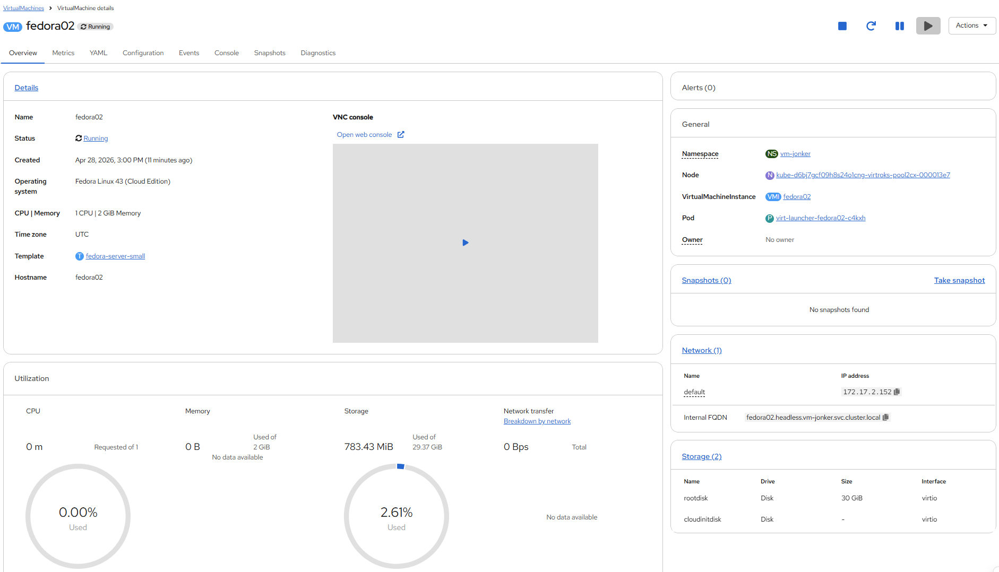 VirtualMachines > VirtualMachine details
VM fedora02 Running
Actions
Overview Metrics YAML Configuration Events Console Snapshots Diagnostics
Details
Name fedora02
Status Running
Created Apr 28, 2026, 3:00 PM (11 minutes ago)
Operating system Fedora Linux 43 (Cloud Edition)
CPU | Memory 1 CPU | 2 GiB Memory
Time zone UTC
Template T fedora-server-small
Hostname fedora02
VNC console
Open web console
Utilization
CPU
0 m Requested of 1
0.00%
Used
Memory
0 B Used of
2 GiB
No data available
Storage
783.43 MiB Used of
29.37 GiB
2.61%
Used
Network transfer
Breakdown by network
0 Bps Total
No data available
Alerts (0)
General
Namespace NS vm-jonker
Node N kube-d6bj7gcf09h8s24o1cng-virtroks-pool2cx-000013e7
VirtualMachineInstance VMI fedora02
Pod P virt-launcher-fedora02-c4kxh
Owner No owner
Snapshots (0) Take snapshot
No snapshots found
Network (1)
Name IP address
default 172.17.2.152
Internal FQDN fedora02.headless.vm-jonker.svc.cluster.local
Storage (2)
Name Drive Size Interface
rootdisk Disk 30 GiB virtio
cloudinitdisk Disk - virtio